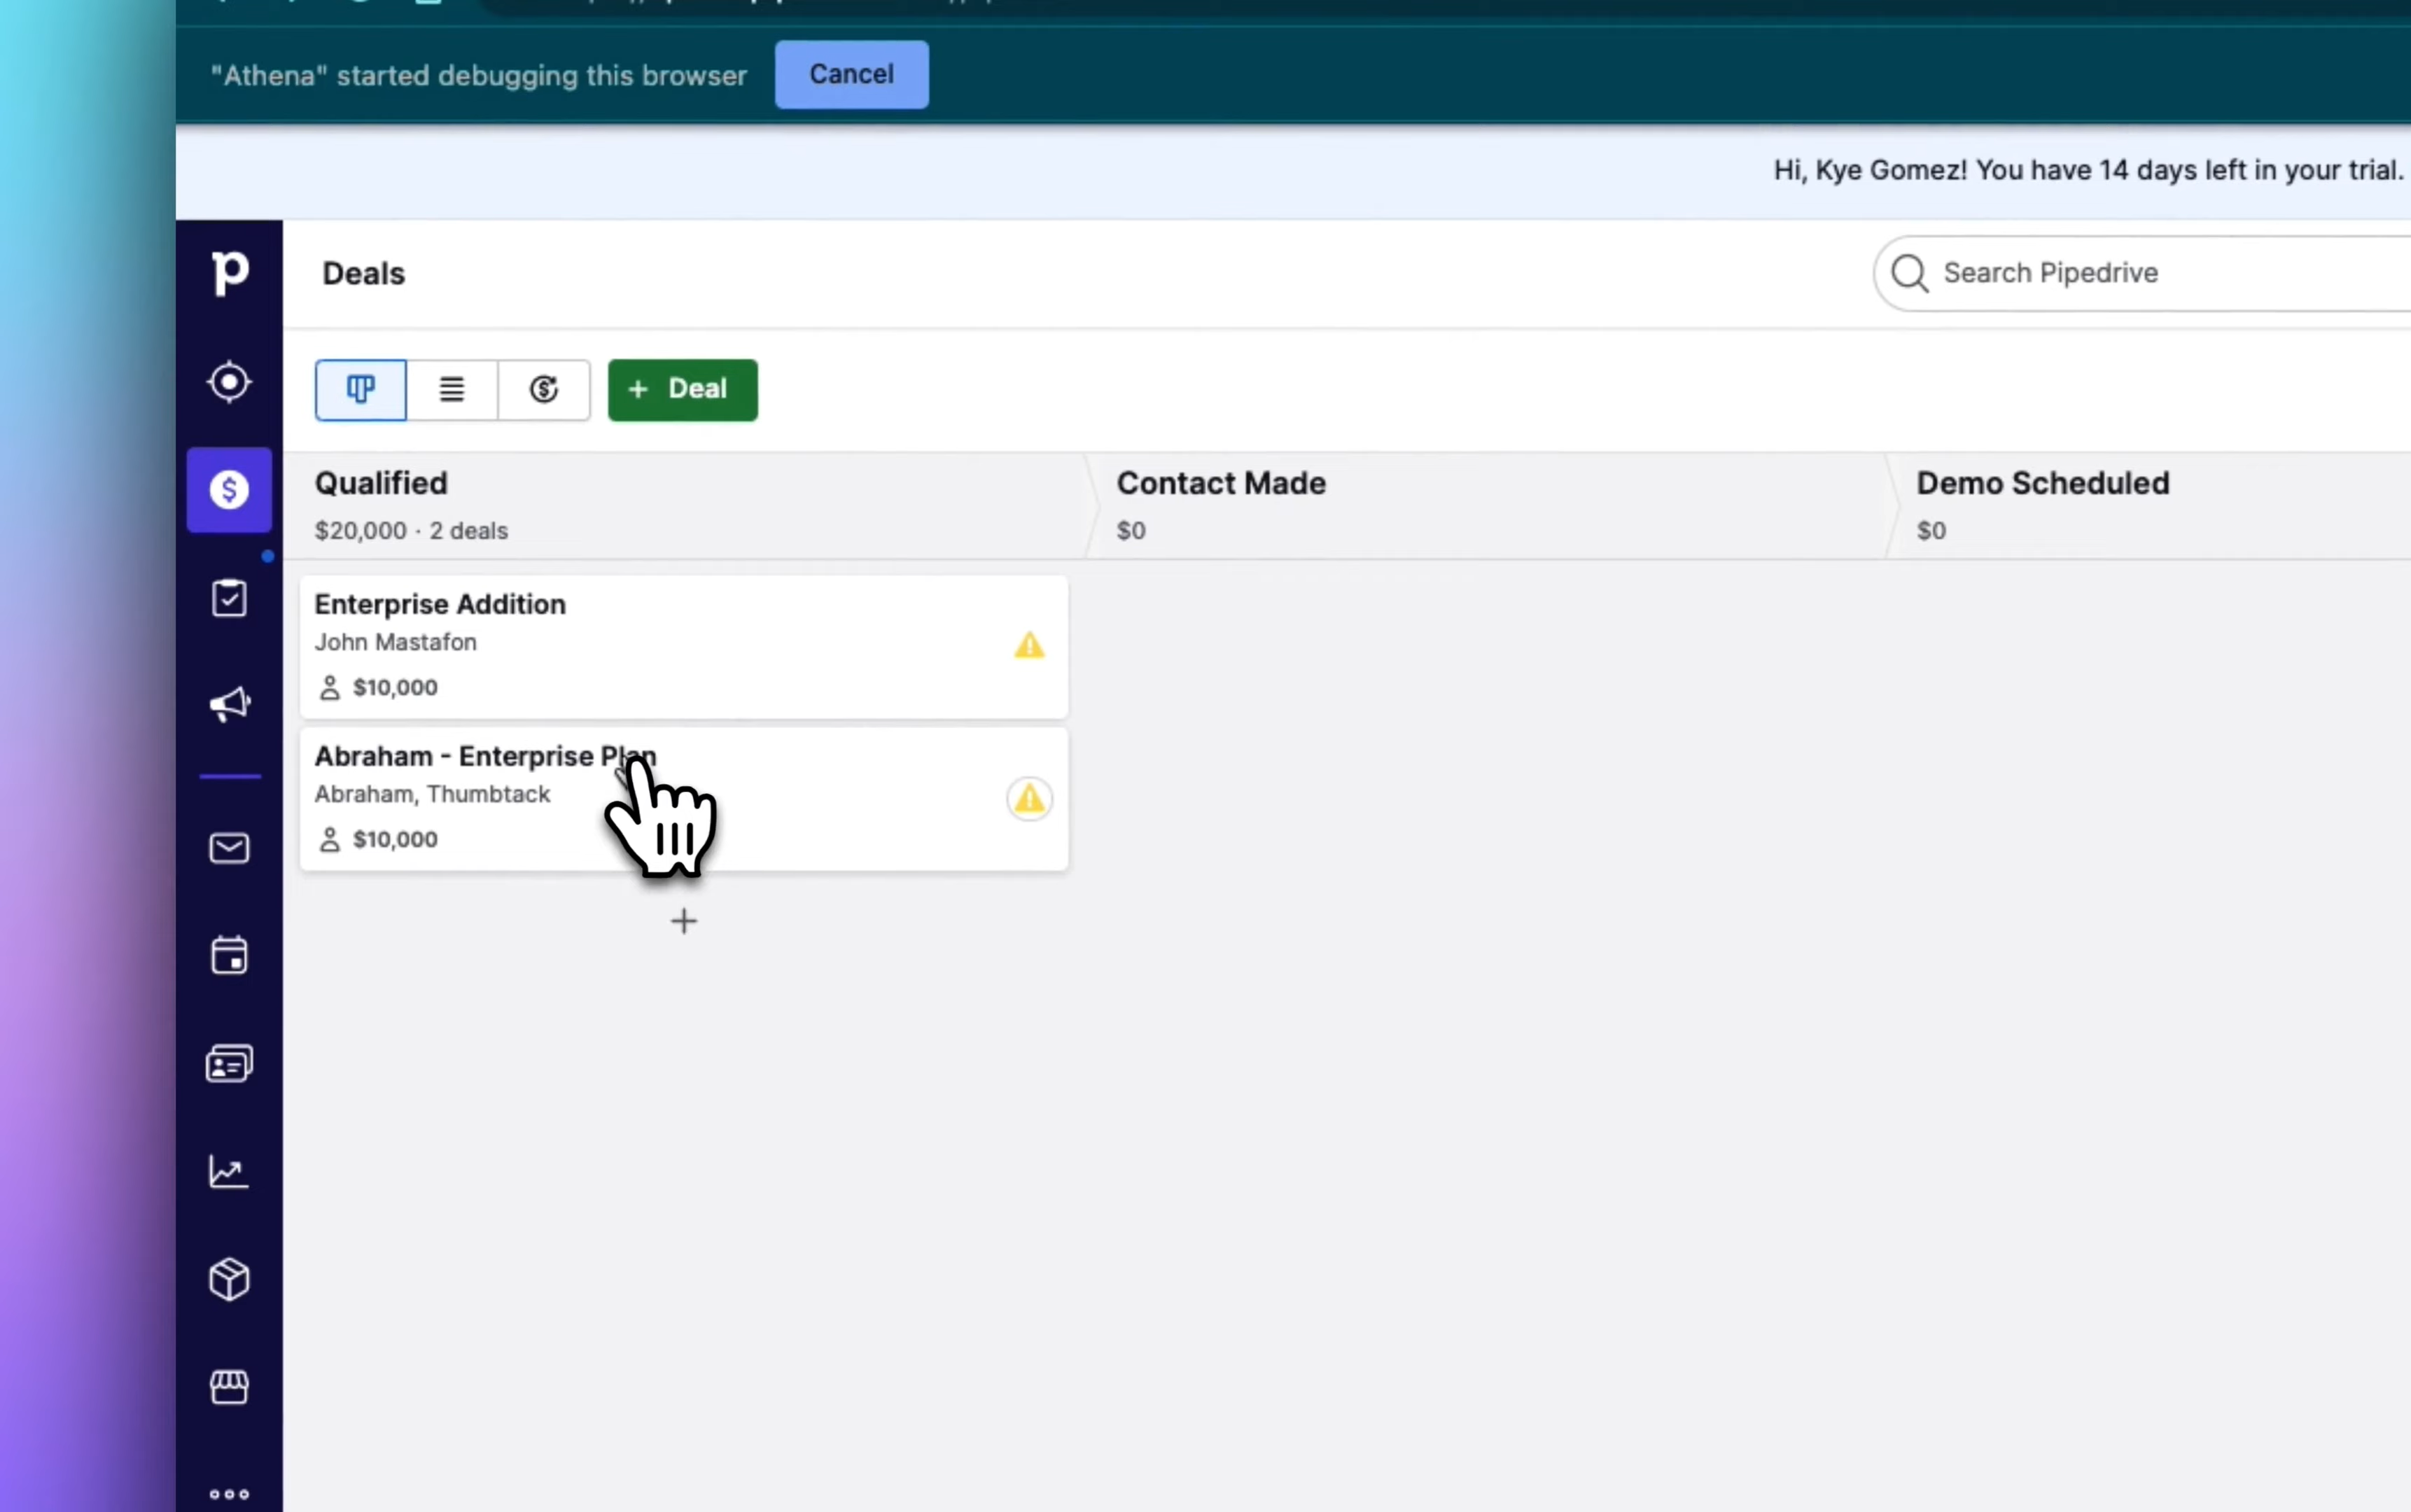 "Athena" started debugging this browser
Cancel
Hi, Kye Gomez! You have 14 days left in your trial.
p
Deals
Search Pipedrive
+ Deal
Qualified
$20,000 · 2 deals
Contact Made
$0
Demo Scheduled
$0
Enterprise Addition
John Mastafon
$10,000
Abraham - Enterprise Plan
Abraham, Thumbtack
$10,000